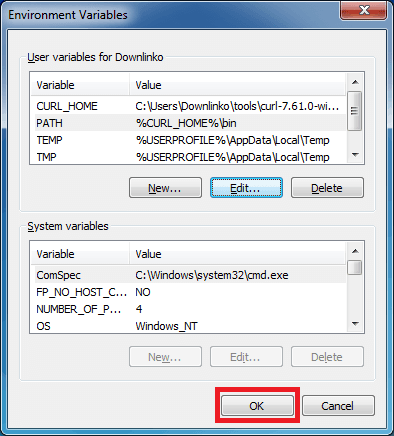 Environment Variables
User variables for Downlinko
Variable Value
CURL_HOME C:\Users\Downlinko\tools\curl-7.61.0-wi...
PATH %CURL_HOME%\bin
TEMP %USERPROFILE%\AppData\Local\Temp
TMP %USERPROFILE%\AppData\Local\Temp
New... Edit... Delete
System variables
Variable Value
ComSpec C:\Windows\system32\cmd.exe
FP_NO_HOST_C... NO
NUMBER_OF_P... 4
OS Windows_NT
New... Edit... Delete
OK Cancel